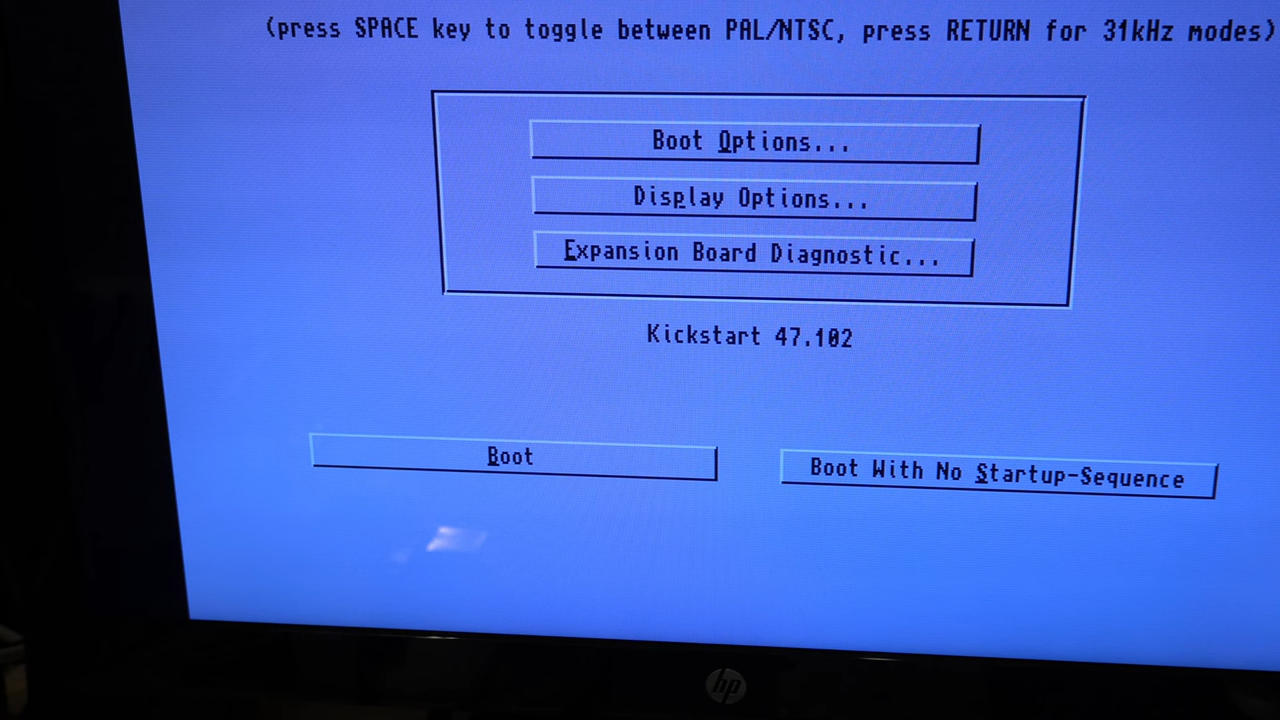 (press SPACE key to toggle between PAL/NTSC, press RETURN for 31kHz modes)
Boot Options...
Display Options...
Expansion Board Diagnostic...
Kickstart 47.102
Boot
Boot With No Startup-Sequence
hp